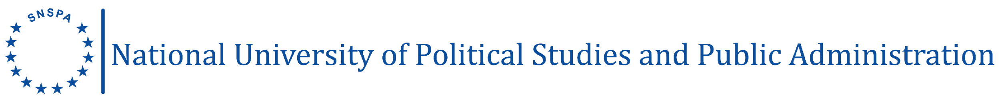 SNSPA
National University of Political Studies and Public Administration